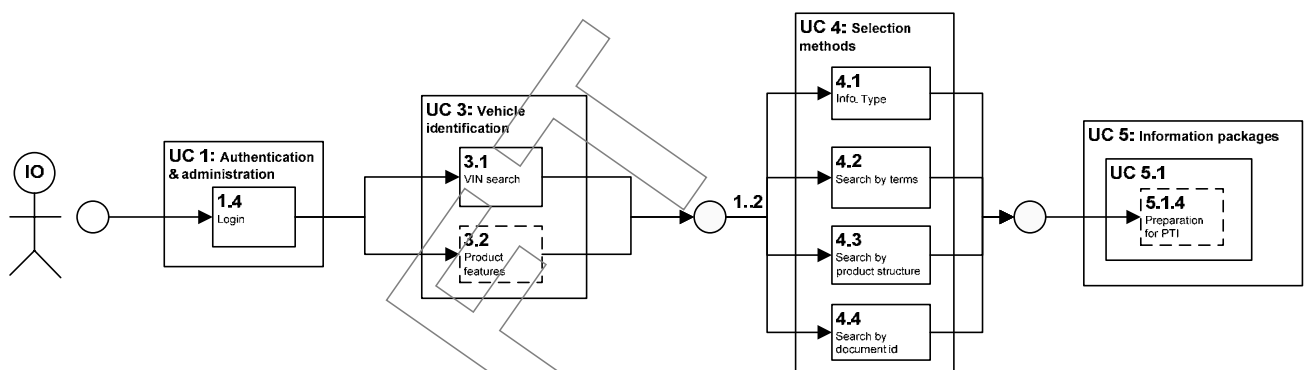 IO
UC 1: Authentication
& administration
1.4
Login
UC 3: Vehicle
identification
3.1
VIN search
3.2
Product
features
1..2
UC 4: Selection
methods
4.1
Info. Type
4.2
Search by terms
4.3
Search by
product structure
4.4
Search by
document id
UC 5: Information packages
UC 5.1
5.1.4
Preparation
for PTI